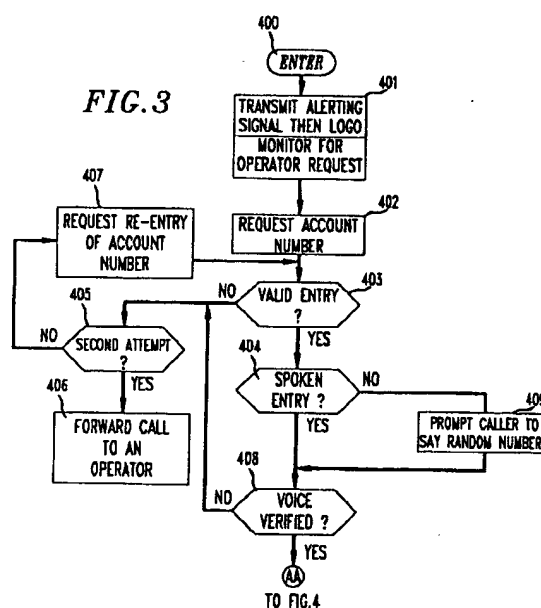 400
ENTER
FIG.3
401
TRANSMIT ALERTING
SIGNAL THEN LOGO
MONITOR FOR
OPERATOR REQUEST
407
REQUEST RE-ENTRY
OF ACCOUNT
NUMBER
402
REQUEST ACCOUNT
NUMBER
403
VALID ENTRY
?
NO
YES
405
SECOND ATTEMPT
?
NO
YES
404
SPOKEN
ENTRY ?
NO
YES
406
FORWARD CALL
TO AN
OPERATOR
409
PROMPT CALLER TO
SAY RANDOM NUMBER
408
VOICE
VERIFIED ?
NO
YES
AA
TO FIG.4